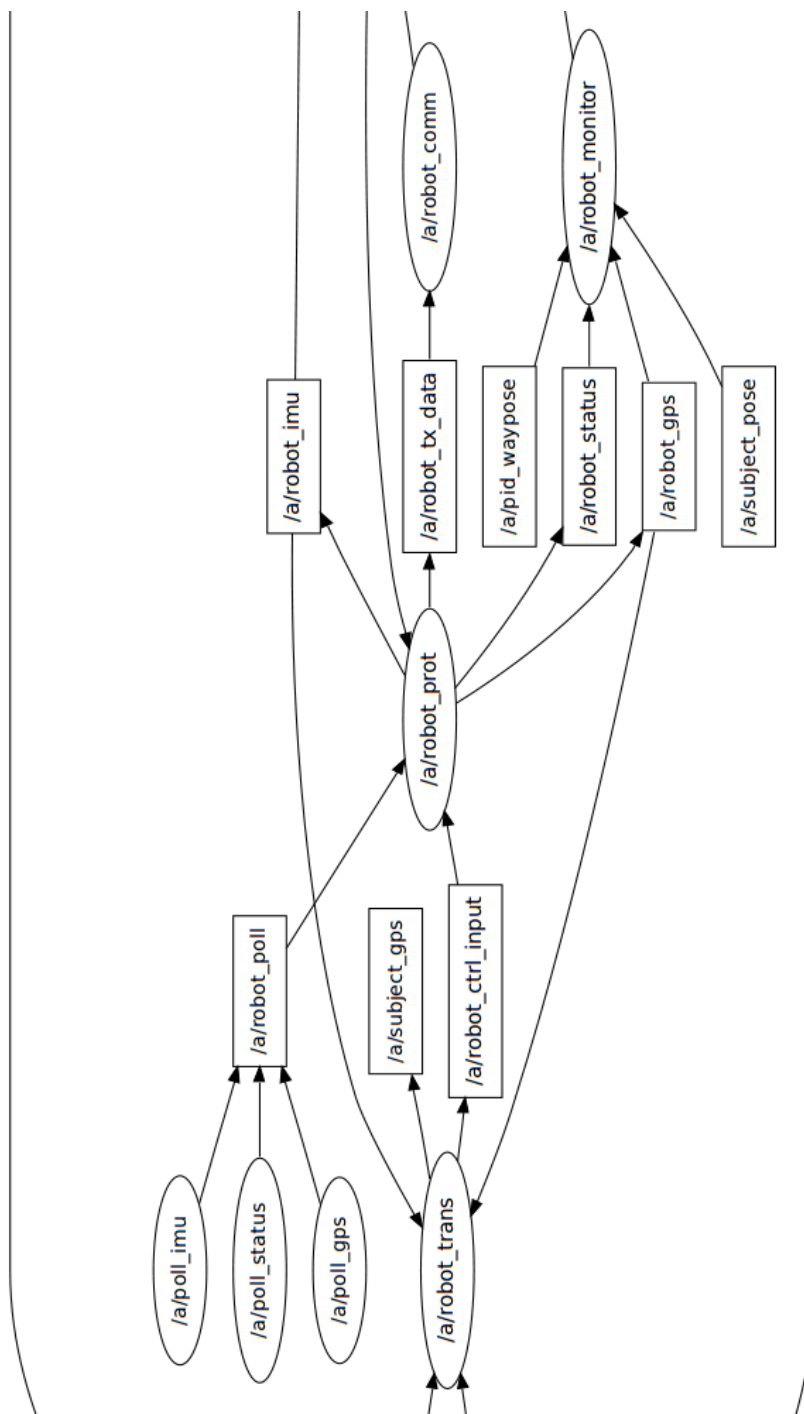 /a/poll_imu
/a/poll_status
/a/poll_gps
/a/robot_trans
/a/robot_poll
/a/subject_gps
/a/robot_ctrl_input
/a/robot_prot
/a/robot_imu
/a/robot_tx_data
/a/pid_waypose
/a/robot_status
/a/robot_gps
/a/subject_pose
/a/robot_comm
/a/robot_monitor